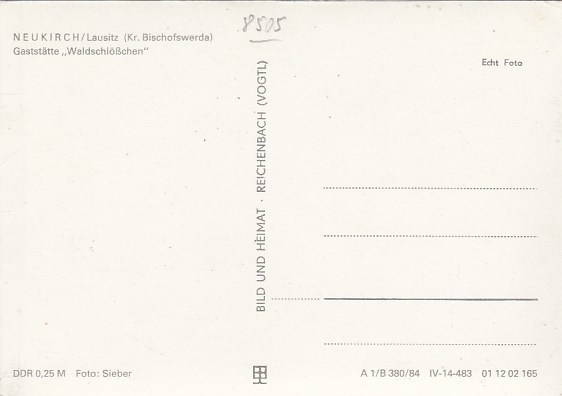 8505
NEUKIRCH/Lausitz (Kr. Bischofswerda)
Gaststätte „Waldschlößchen"
Echt Foto
BILD UND HEIMAT · REICHENBACH (VOGTL)
DDR 0,25 M Foto: Sieber
A 1/B 380/84 IV-14-483 01 12 02 165